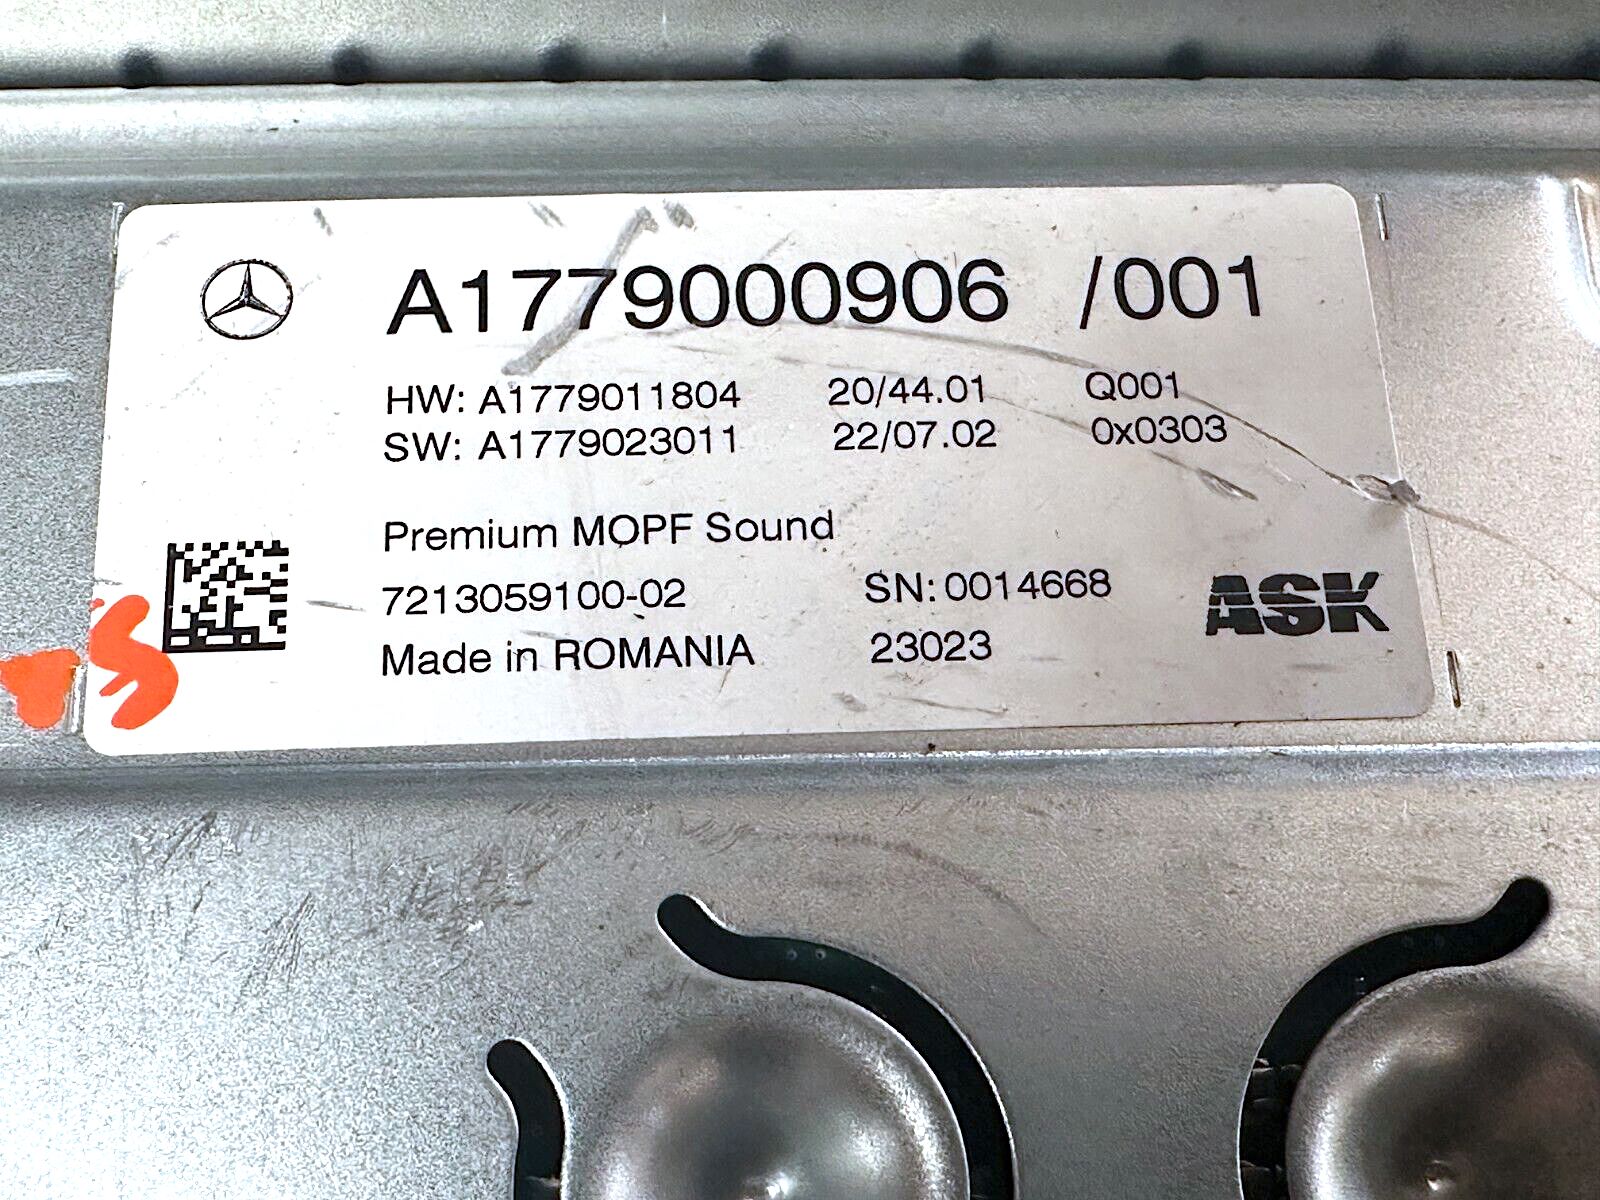 A1779000906 /001
HW: A1779011804 20/44.01 Q001
SW: A1779023011 22/07.02 0x0303
Premium MOPF Sound
7213059100-02 SN: 0014668
Made in ROMANIA 23023
ASK